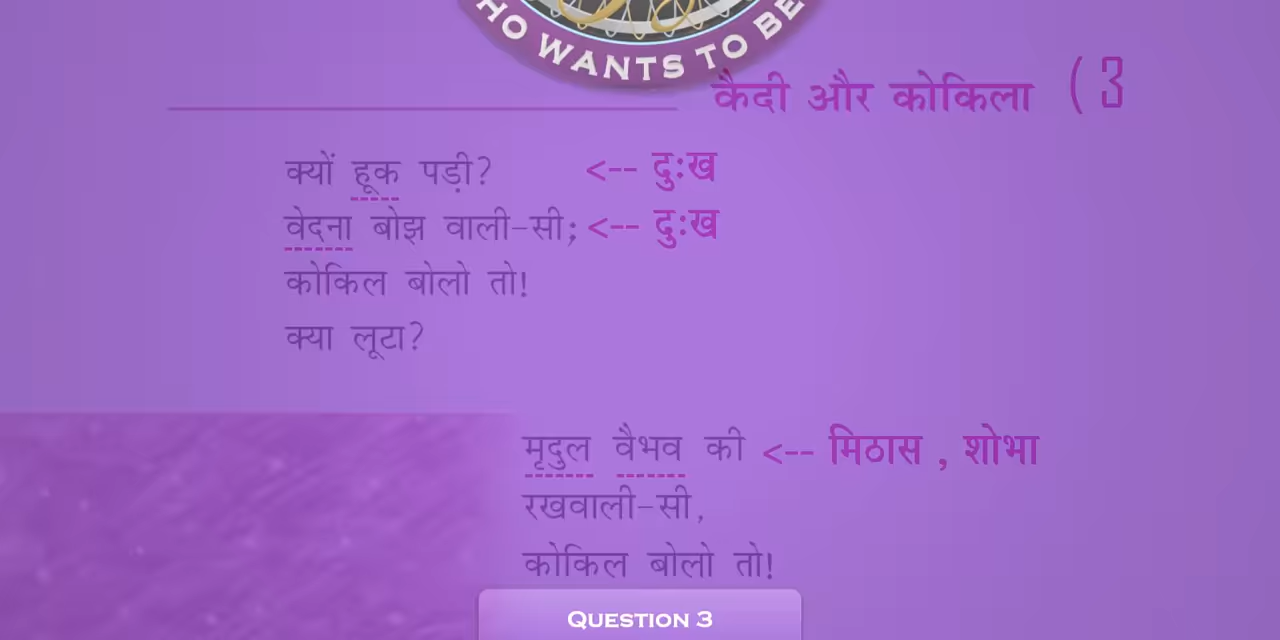 HO WANTS TO BE
कैदी और कोकिला (3
क्यों हूक पड़ी? <-- दुःख
वेदना बोझ वाली-सी; <-- दुःख
कोकिल बोलो तो!
क्या लूटा?
मृदुल वैभव की <-- मिठास , शोभा
रखवाली-सी,
कोकिल बोलो तो!
QUESTION 3